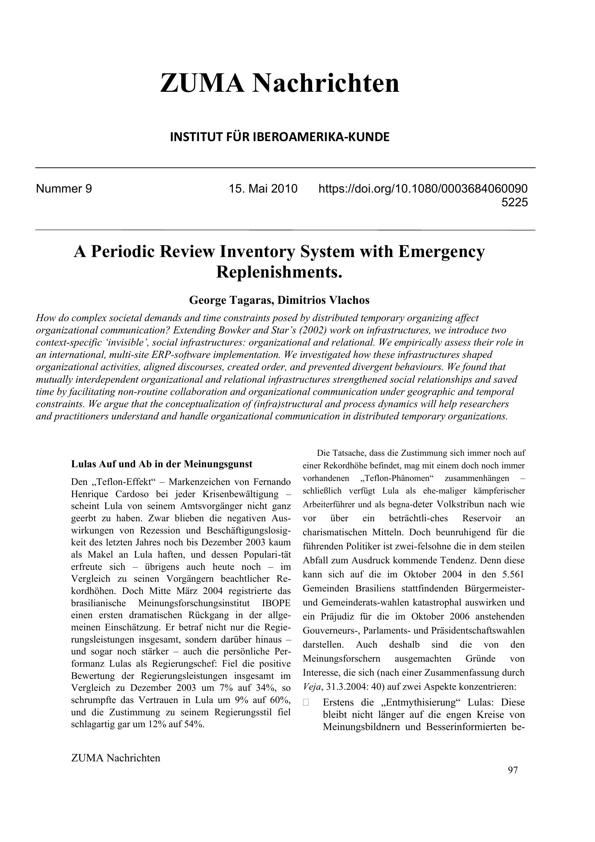 ZUMA Nachrichten
INSTITUT FÜR IBEROAMERIKA-KUNDE
Nummer 9 15. Mai 2010 https://doi.org/10.1080/0003684060090
5225
A Periodic Review Inventory System with Emergency
Replenishments.
George Tagaras, Dimitrios Vlachos
How do complex societal demands and time constraints posed by distributed temporary organizing affect
organizational communication? Extending Bowker and Star's (2002) work on infrastructures, we introduce two
context-specific 'invisible', social infrastructures: organizational and relational. We empirically assess their role in
an international, multi-site ERP-software implementation. We investigated how these infrastructures shaped
organizational activities, aligned discourses, created order, and prevented divergent behaviours. We found that
mutually interdependent organizational and relational infrastructures strengthened social relationships and saved
time by facilitating non-routine collaboration and organizational communication under geographic and temporal
constraints. We argue that the conceptualization of (infra)structural and process dynamics will help researchers
and practitioners understand and handle organizational communication in distributed temporary organizations.
Lulas Auf und Ab in der Meinungsgunst
Den „Teflon-Effekt“ – Markenzeichen von Fernando
Henrique Cardoso bei jeder Krisenbewältigung –
scheint Lula von seinem Amtsvorgänger nicht ganz
geerbt zu haben. Zwar blieben die negativen Aus-
wirkungen von Rezession und Beschäftigungslosig-
keit des letzten Jahres noch bis Dezember 2003 kaum
als Makel an Lula haften, und dessen Populari-tät
erfreute sich – übrigens auch heute noch – im
Vergleich zu seinen Vorgängern beachtlicher Re-
kordhöhen. Doch Mitte März 2004 registrierte das
brasilianische Meinungsforschungsinstitut IBOPE
einen ersten dramatischen Rückgang in der allge-
meinen Einschätzung. Er betraf nicht nur die Regie-
rungsleistungen insgesamt, sondern darüber hinaus –
und sogar noch stärker – auch die persönliche Per-
formanz Lulas als Regierungschef: Fiel die positive
Bewertung der Regierungsleistungen insgesamt im
Vergleich zu Dezember 2003 um 7% auf 34%, so
schrumpfte das Vertrauen in Lula um 9% auf 60%,
und die Zustimmung zu seinem Regierungsstil fiel
schlagartig gar um 12% auf 54%.
Die Tatsache, dass die Zustimmung sich immer noch auf
einer Rekordhöhe befindet, mag mit einem doch noch immer
vorhandenen „Teflon-Phänomen“ zusammenhängen –
schließlich verfügt Lula als ehe-maliger kämpferischer
Arbeiterführer und als begna-deter Volkstribun nach wie
vor über ein beträchtli-ches Reservoir an
charismatischen Mitteln. Doch beunruhigend für die
führenden Politiker ist zwei-felsohne die in dem steilen
Abfall zum Ausdruck kommende Tendenz. Denn diese
kann sich auf die im Oktober 2004 in den 5.561
Gemeinden Brasiliens stattfindenden Bürgermeister-
und Gemeinderats-wahlen katastrophal auswirken und
ein Präjudiz für die im Oktober 2006 anstehenden
Gouverneurs-, Parlaments- und Präsidentschaftswahlen
darstellen. Auch deshalb sind die von den
Meinungsforschern ausgemachten Gründe von
Interesse, die sich (nach einer Zusammenfassung durch
Veja, 31.3.2004: 40) auf zwei Aspekte konzentrieren:
Erstens die „Entmythisierung“ Lulas: Diese
bleibt nicht länger auf die engen Kreise von
Meinungsbildnern und Besserinformierten be-
ZUMA Nachrichten
97